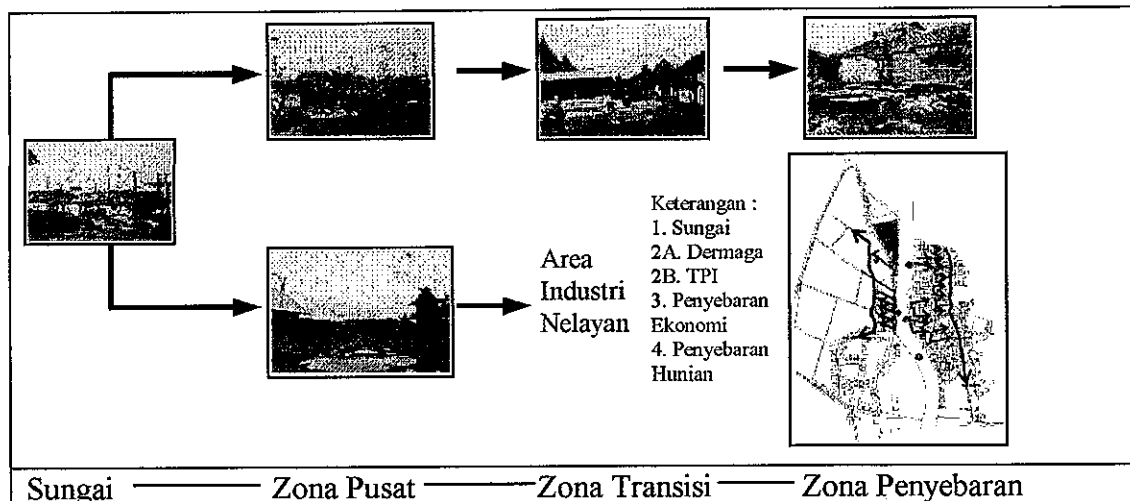 Area
Industri
Nelayan
Keterangan :
1. Sungai
2A. Dermaga
2B. TPI
3. Penyebaran
Ekonomi
4. Penyebaran
Hunian
Sungai Zona Pusat Zona Transisi Zona Penyebaran